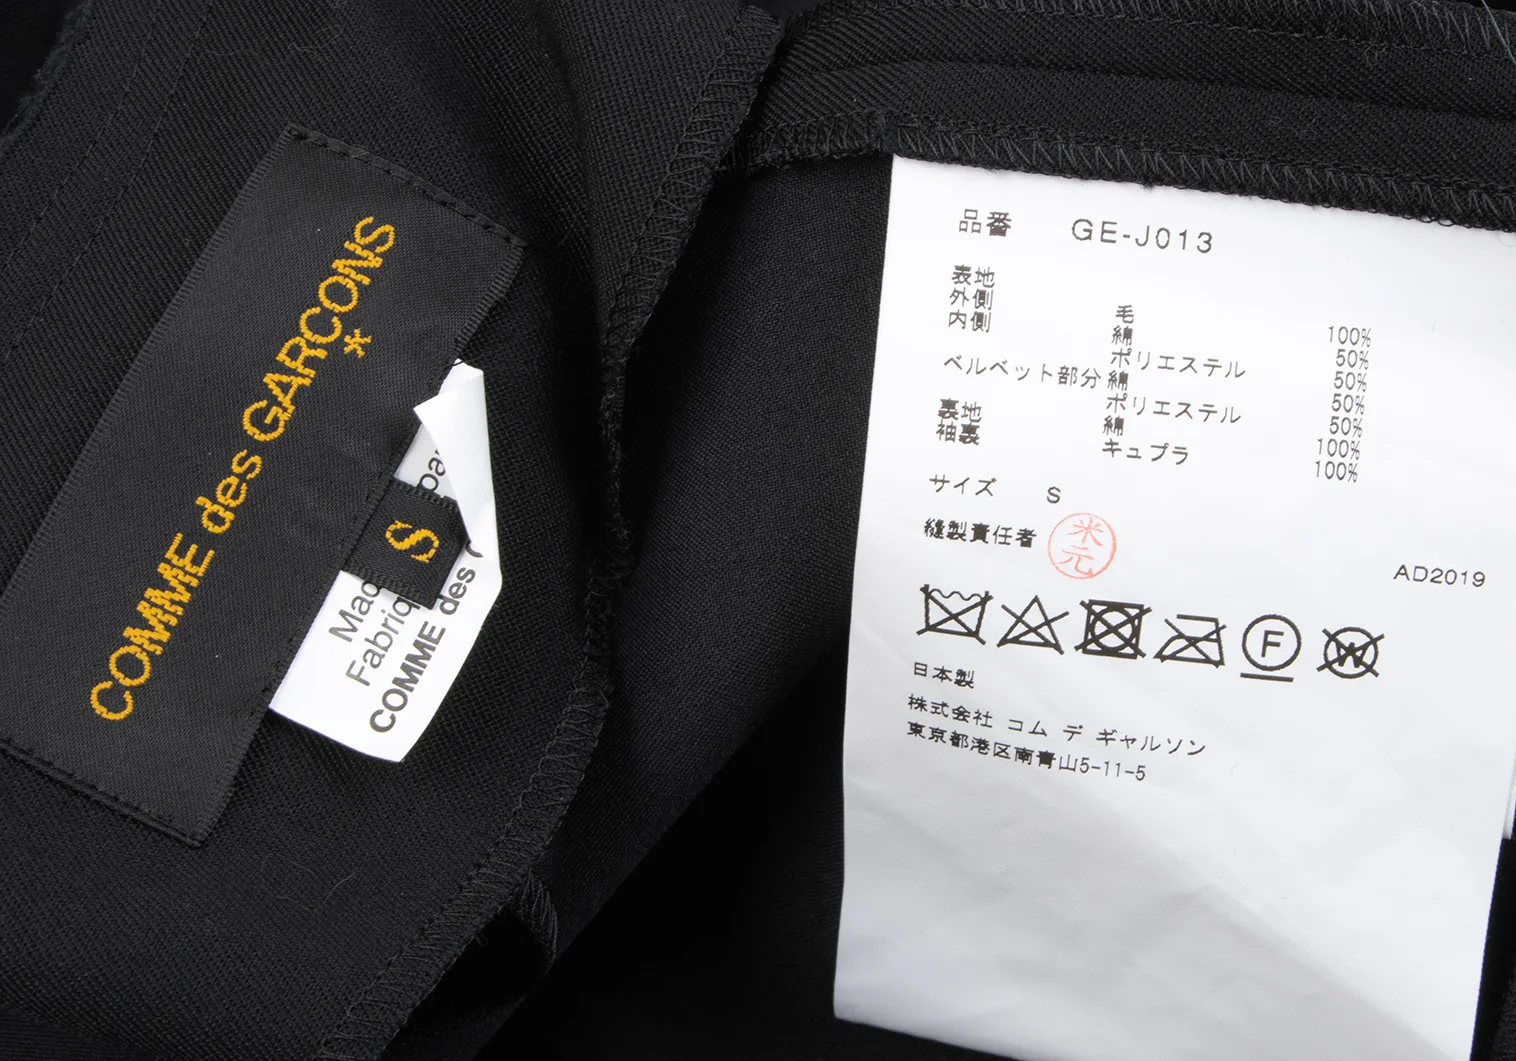 COMME des GARCONS
*
S
Made
Fabriq
COMME des
品番 GE-J013
表地
外側 毛 100%
内側 綿 50%
ポリエステル 50%
ベルベット部分 綿 50%
ポリエステル 50%
裏地 綿 100%
袖裏 キュプラ 100%
サイズ S
縫製責任者 米元
AD2019
F
W
日本製
株式会社 コム デ ギャルソン
東京都港区南青山5-11-5